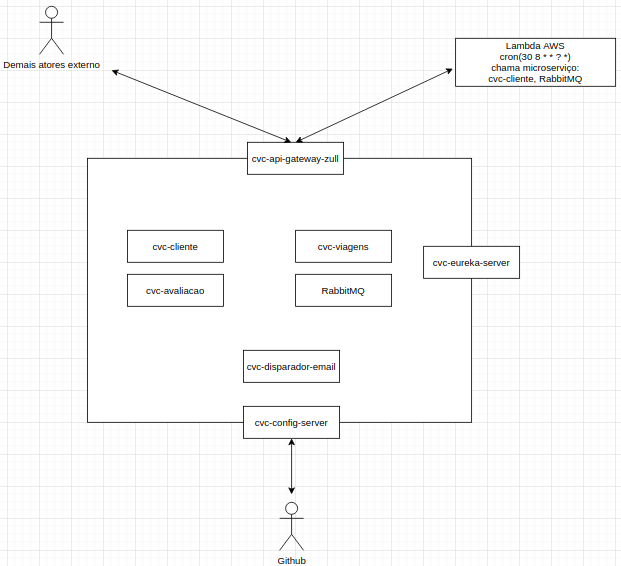 Demais atores externo
Lambda AWS
cron(30 8 * * ? *)
chama microserviço:
cvc-cliente, RabbitMQ
cvc-api-gateway-zull
cvc-cliente
cvc-viagens
cvc-eureka-server
cvc-avaliacao
RabbitMQ
cvc-disparador-email
cvc-config-server
Github